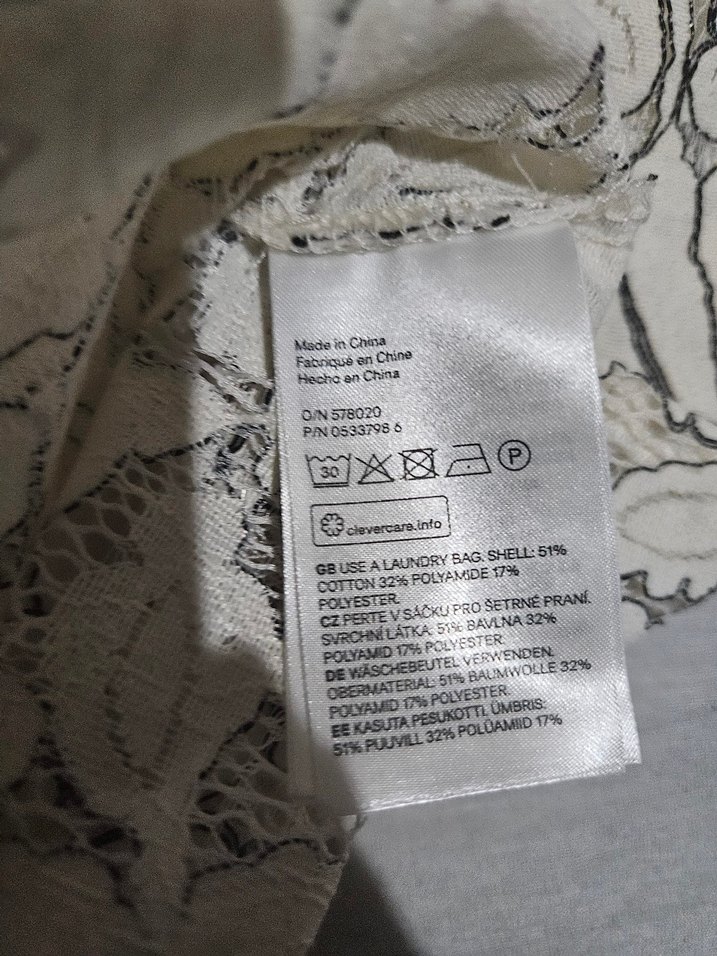 Made in China
Fabriqué en Chine
Hecho en China
O/N 578020
P/N 0533798 6
30
P
clevercare.info
GB USE A LAUNDRY BAG. SHELL: 51%
COTTON 32% POLYAMIDE 17%
POLYESTER.
CZ PERTE V SÁČKU PRO ŠETRNÉ PRANÍ.
SVRCHNÍ LÁTKA: 51% BAVLNA 32%
POLYAMID 17% POLYESTER.
DE WÄSCHEBEUTEL VERWENDEN.
OBERMATERIAL: 51% BAUMWOLLE 32%
POLYAMID 17% POLYESTER.
EE KASUTA PESUKOTTI. ÜMBRIS:
51% PUUVILL 32% POLÜAMIID 17%